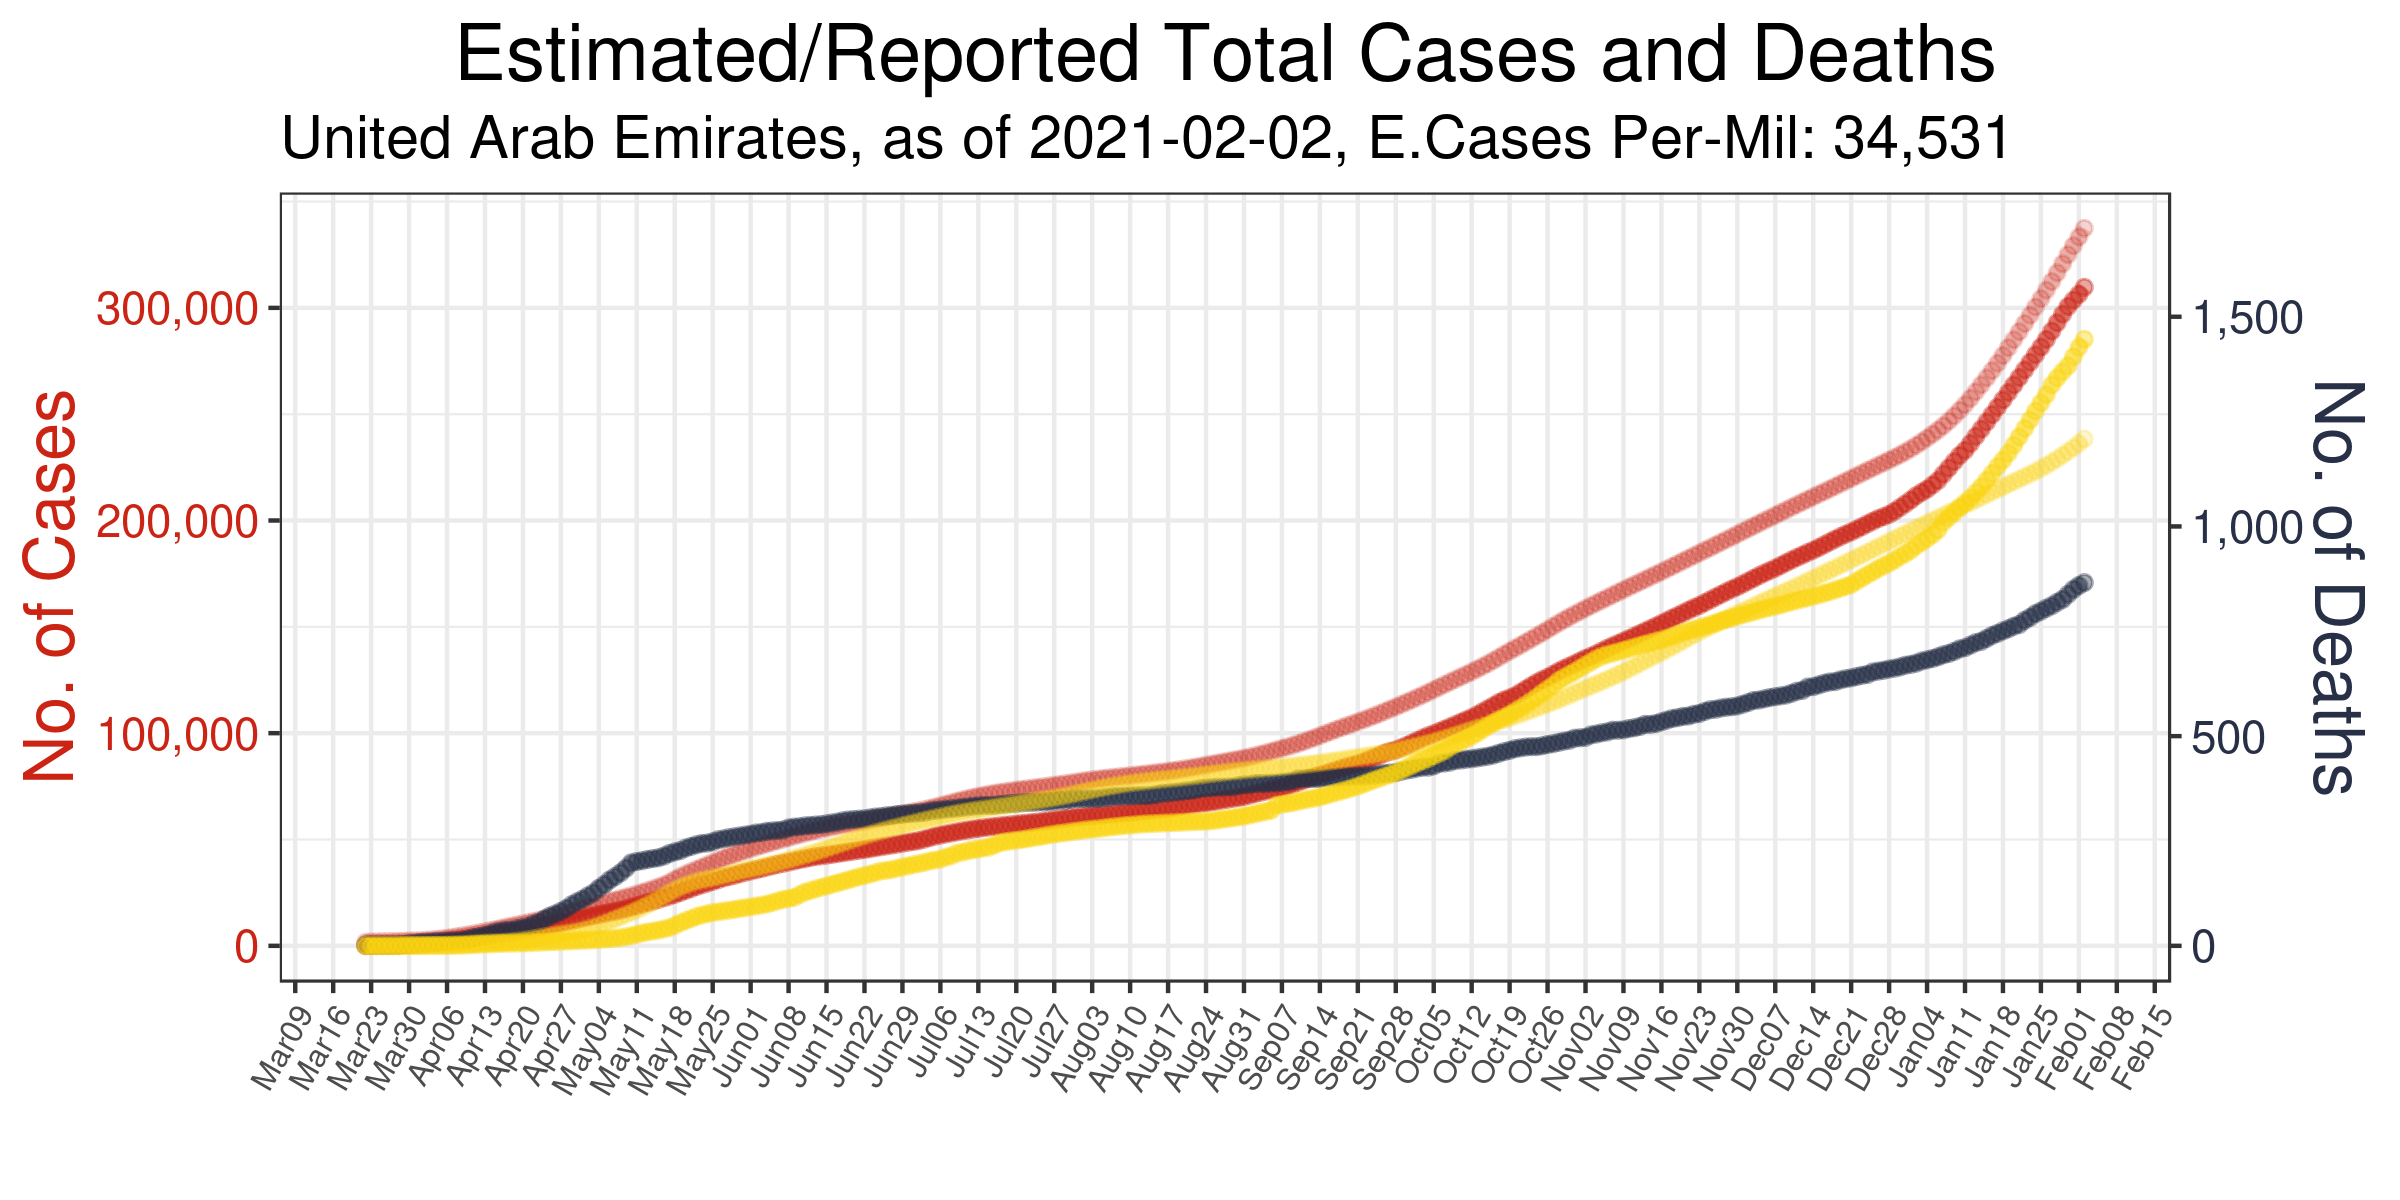 Estimated/Reported Total Cases and Deaths
United Arab Emirates, as of 2021-02-02, E.Cases Per-Mil: 34,531
No. of Cases
300,000
200,000
100,000
0
1,500
1,000
500
0
No. of Deaths
Mar09
Mar16
Mar23
Mar30
Apr06
Apr13
Apr20
Apr27
May04
May11
May18
May25
Jun01
Jun08
Jun15
Jun22
Jun29
Jul06
Jul13
Jul20
Jul27
Aug03
Aug10
Aug17
Aug24
Aug31
Sep07
Sep14
Sep21
Sep28
Oct05
Oct12
Oct19
Oct26
Nov02
Nov09
Nov16
Nov23
Nov30
Dec07
Dec14
Dec21
Dec28
Jan04
Jan11
Jan18
Jan25
Feb01
Feb08
Feb15